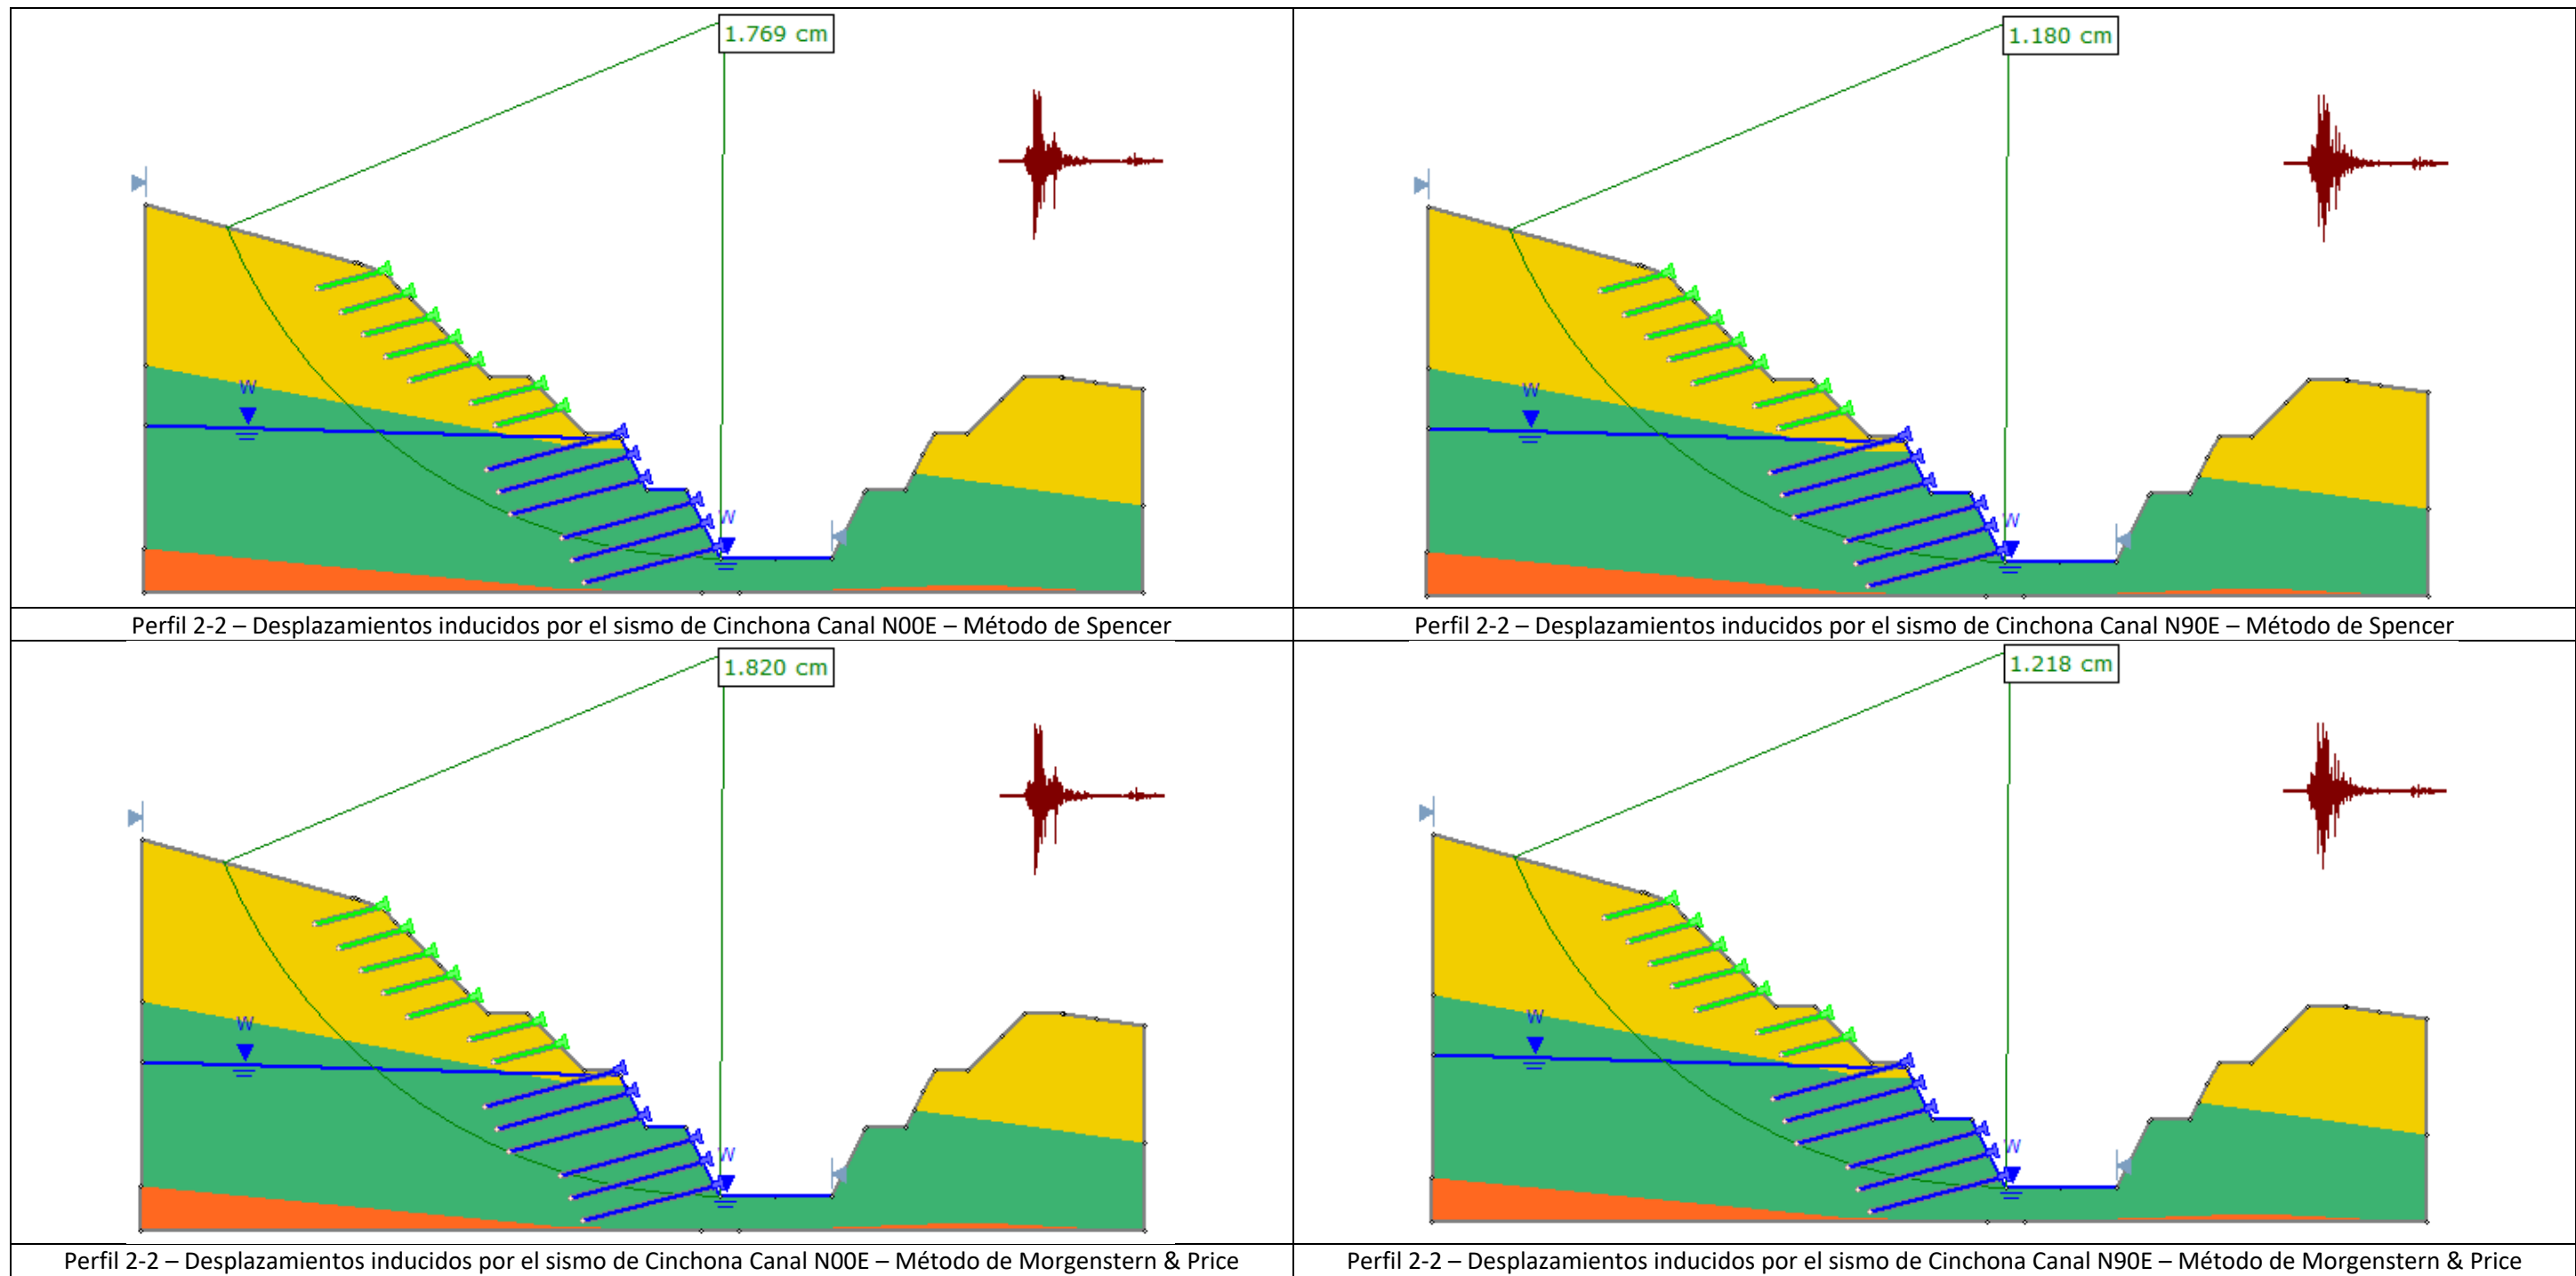 1.769 cm
W
W
Perfil 2-2 – Desplazamientos inducidos por el sismo de Cinchona Canal N00E – Método de Spencer
1.180 cm
W
W
Perfil 2-2 – Desplazamientos inducidos por el sismo de Cinchona Canal N90E – Método de Spencer
1.820 cm
W
W
Perfil 2-2 – Desplazamientos inducidos por el sismo de Cinchona Canal N00E – Método de Morgenstern & Price
1.218 cm
W
W
Perfil 2-2 – Desplazamientos inducidos por el sismo de Cinchona Canal N90E – Método de Morgenstern & Price